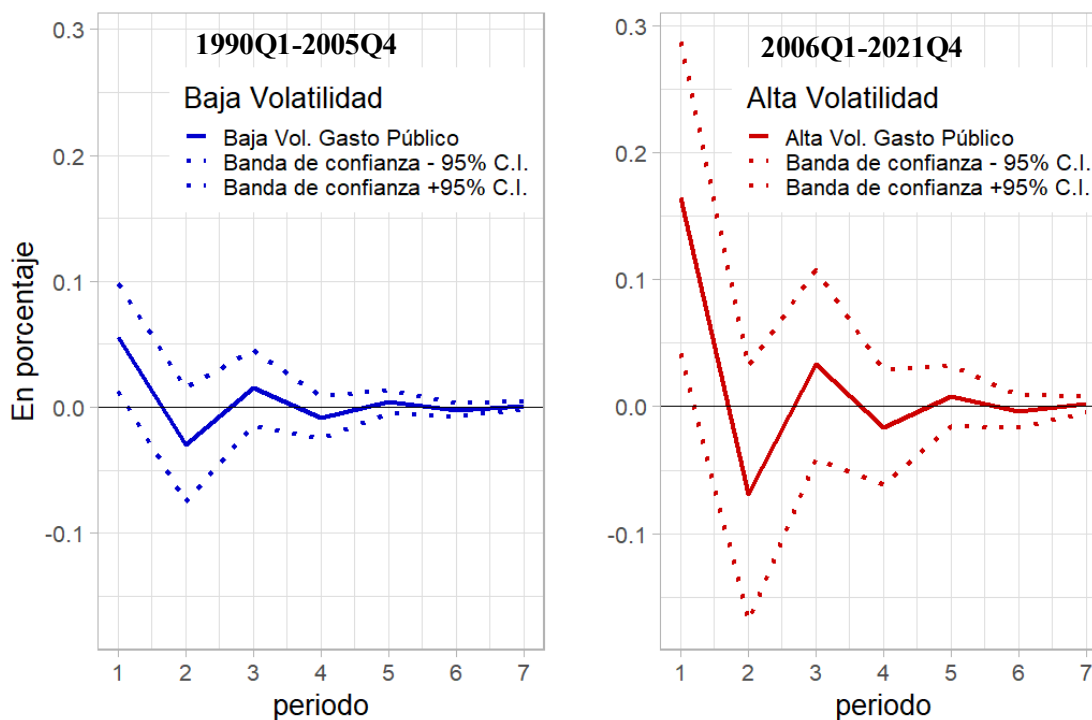 1990Q1-2005Q4
Baja Volatilidad
Baja Vol. Gasto Público
Banda de confianza - 95% C.I.
Banda de confianza +95% C.I.
En porcentaje
0.3
0.2
0.1
0.0
-0.1
1 2 3 4 5 6 7
periodo
2006Q1-2021Q4
Alta Volatilidad
Alta Vol. Gasto Público
Banda de confianza - 95% C.I.
Banda de confianza +95% C.I.
0.3
0.2
0.1
0.0
-0.1
1 2 3 4 5 6 7
periodo